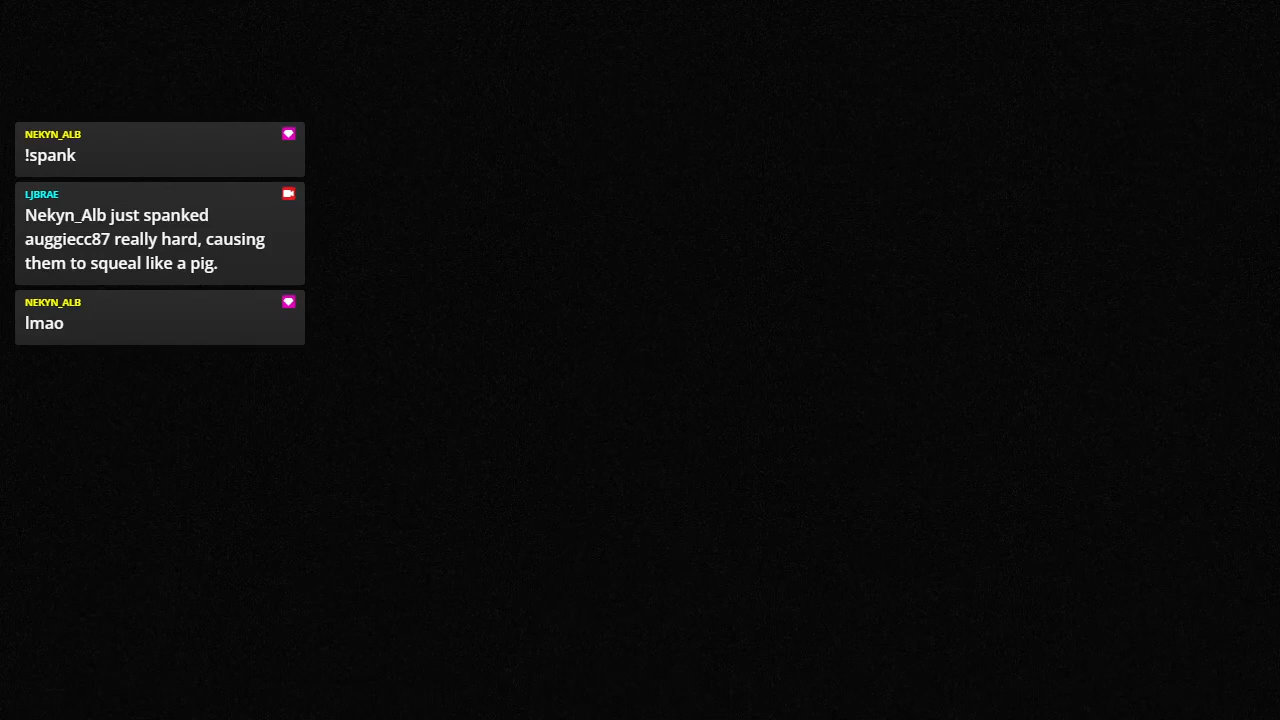 NEKYN_ALB
!spank
LJBRAE
Nekyn_Alb just spanked
auggiecc87 really hard, causing
them to squeal like a pig.
NEKYN_ALB
lmao